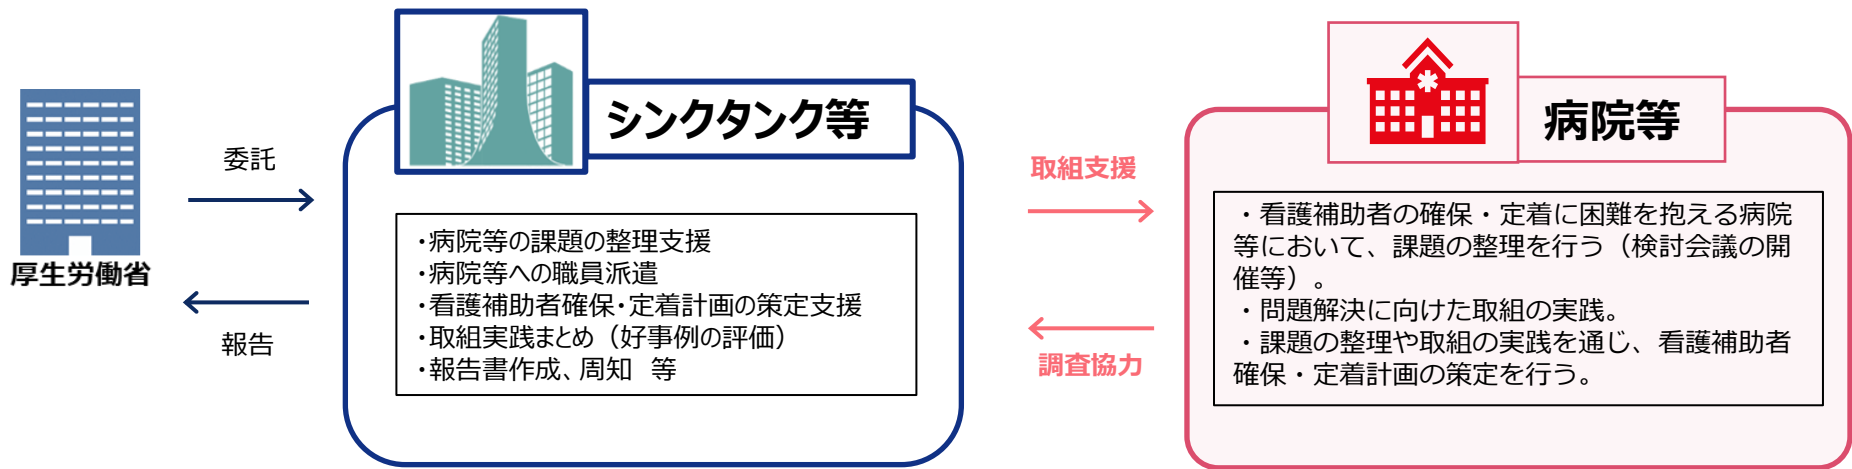 シンクタンク等
病院等
厚生労働省
委託
報告
・病院等の課題の整理支援
・病院等への職員派遣
・看護補助者確保・定着計画の策定支援
・取組実践まとめ（好事例の評価）
・報告書作成、周知　等
取組支援
調査協力
・看護補助者の確保・定着に困難を抱える病院
等において、課題の整理を行う（検討会議の開
催等）。
・問題解決に向けた取組の実践。
・課題の整理や取組の実践を通じ、看護補助者
確保・定着計画の策定を行う。